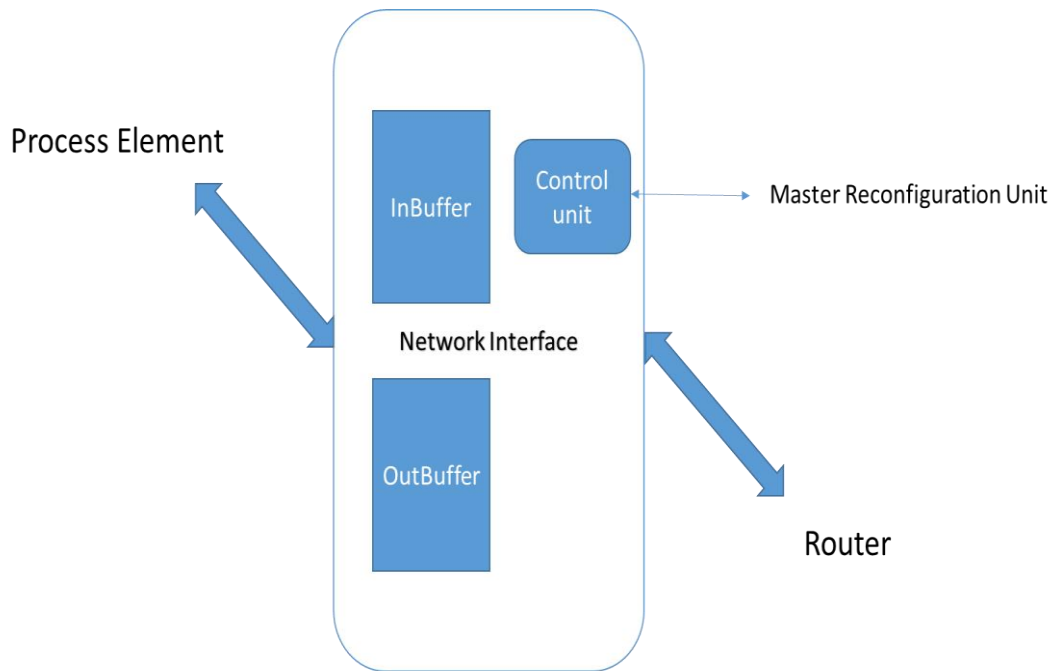 Process Element
InBuffer
Control
unit
Master Reconfiguration Unit
Network Interface
OutBuffer
Router